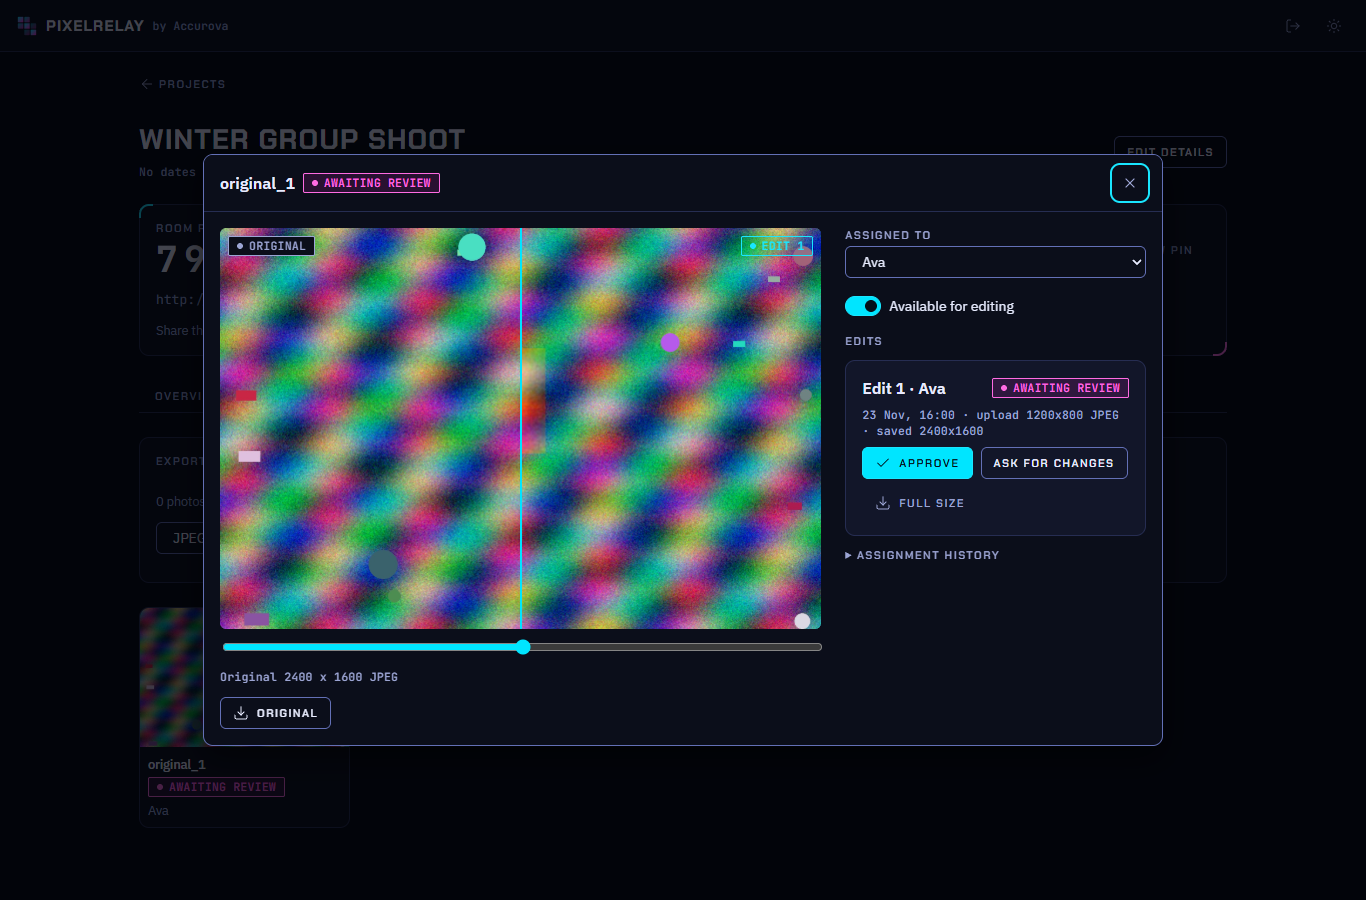 PIXELRELAY by Accurova
PROJECTS
WINTER GROUP SHOOT
EDIT DETAILS
No dates
original_1 AWAITING REVIEW
ROOM
7 9
http:/
Share th
PIN
ORIGINAL
EDIT 1
ASSIGNED TO
Ava
Available for editing
EDITS
Edit 1 · Ava AWAITING REVIEW
23 Nov, 16:00 · upload 1200x800 JPEG
· saved 2400x1600
APPROVE
ASK FOR CHANGES
FULL SIZE
ASSIGNMENT HISTORY
OVERVI
EXPORT
0 photos
JPEG
Original 2400 x 1600 JPEG
ORIGINAL
original_1
AWAITING REVIEW
Ava